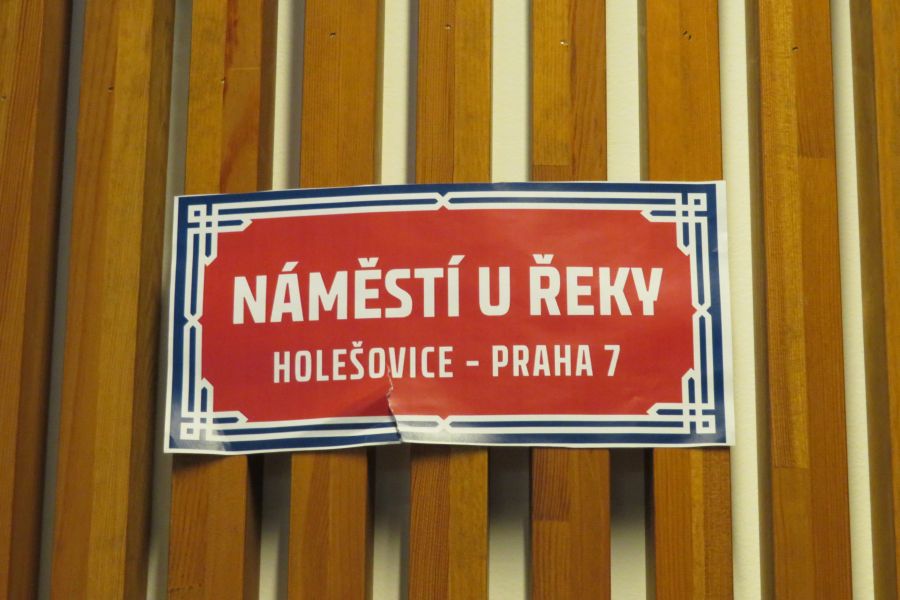 NÁMĚSTÍ U ŘEKY
HOLEŠOVICE - PRAHA 7